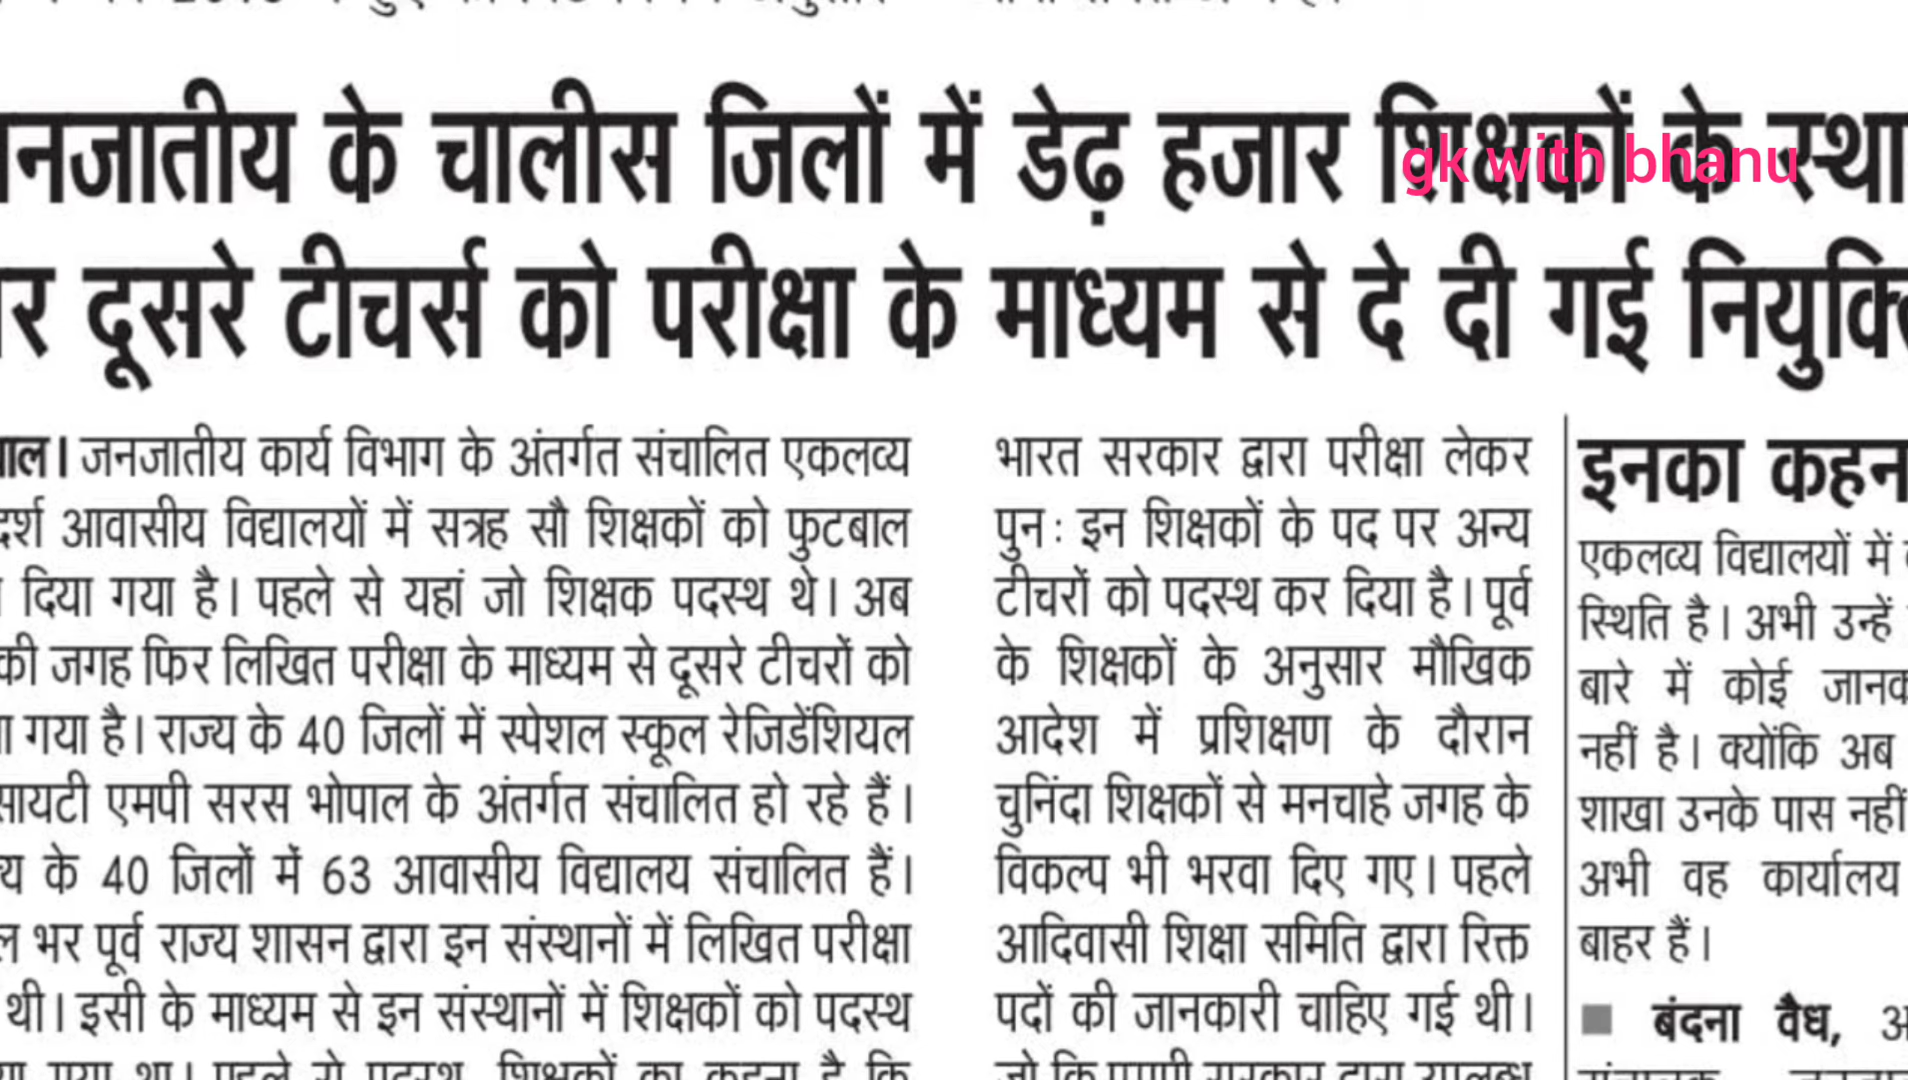 के चालीस जिलों में डेढ़ हजार शिक्षकों के
gk with bhanu
दूसरे टीचर्स को परीक्षा के माध्यम से दे दी गई
जनजातीय कार्य विभाग के अंतर्गत संचालित एकलव्य
आवासीय विद्यालयों में सत्रह सौ शिक्षकों को फुटबाल
दिया गया है। पहले से यहां जो शिक्षक पदस्थ थे। अब
की जगह फिर लिखित परीक्षा के माध्यम से दूसरे टीचरों को
गया है। राज्य के 40 जिलों में स्पेशल स्कूल रेजिडेंशियल
एमपी सरस भोपाल के अंतर्गत संचालित हो रहे हैं।
के 40 जिलों में 63 आवासीय विद्यालय संचालित हैं।
भर पूर्व राज्य शासन द्वारा इन संस्थानों में लिखित परीक्षा
थी। इसी के माध्यम से इन संस्थानों में शिक्षकों को पदस्थ
भारत सरकार द्वारा परीक्षा लेकर
पुनः इन शिक्षकों के पद पर अन्य
टीचरों को पदस्थ कर दिया है। पूर्व
के शिक्षकों के अनुसार मौखिक
आदेश में प्रशिक्षण के दौरान
चुनिंदा शिक्षकों से मनचाहे जगह के
विकल्प भी भरवा दिए गए। पहले
आदिवासी शिक्षा समिति द्वारा रिक्त
पदों की जानकारी चाहिए गई थी।
इनका
एकलव्य विद्यालयों में
स्थिति है। अभी उन्हें
बारे में कोई
नहीं है। क्योंकि अब
शाखा उनके पास नहीं
अभी वह कार्यालय
बाहर हैं।
बंदना वैध,